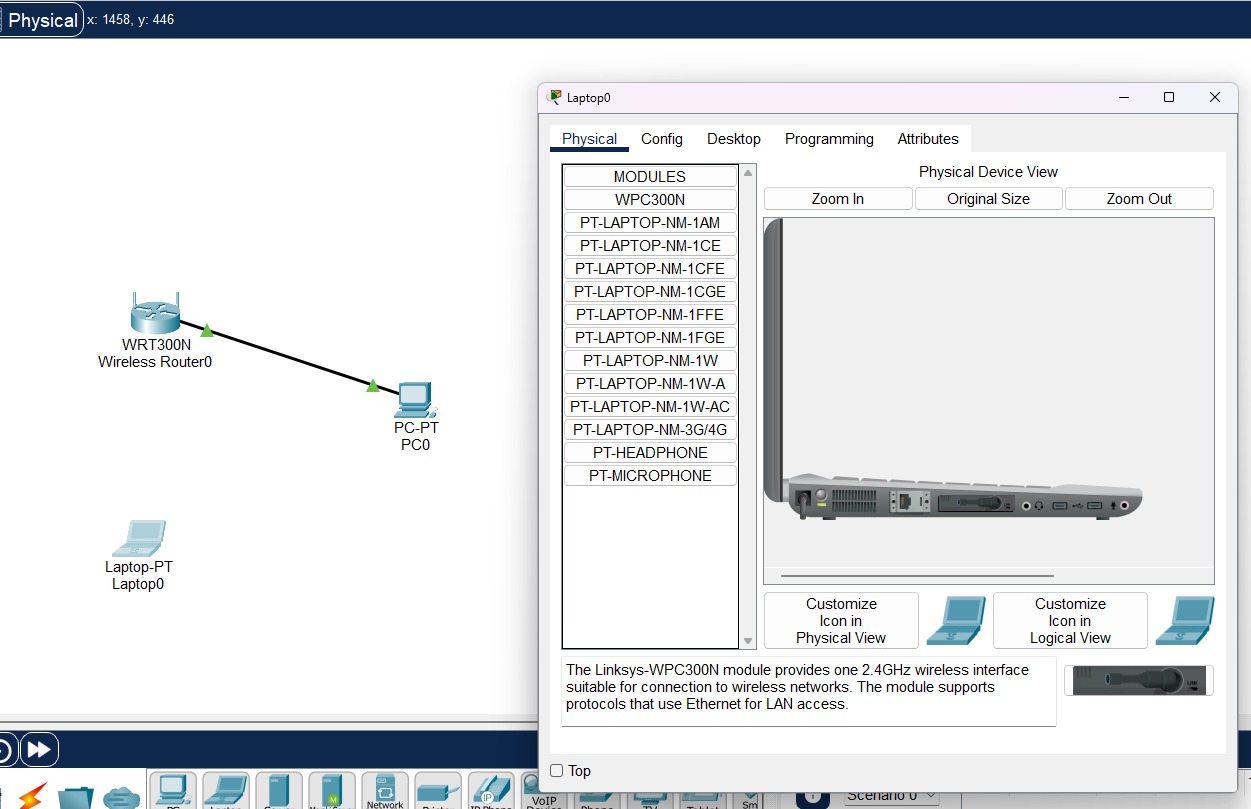 Physical
x: 1458, y: 446
WRT300N
Wireless Router0
PC-PT
PC0
Laptop-PT
Laptop0
Laptop0
Physical
Config
Desktop
Programming
Attributes
MODULES
WPC300N
PT-LAPTOP-NM-1AM
PT-LAPTOP-NM-1CE
PT-LAPTOP-NM-1CFE
PT-LAPTOP-NM-1CGE
PT-LAPTOP-NM-1FFE
PT-LAPTOP-NM-1FGE
PT-LAPTOP-NM-1W
PT-LAPTOP-NM-1W-A
PT-LAPTOP-NM-1W-AC
PT-LAPTOP-NM-3G/4G
PT-HEADPHONE
PT-MICROPHONE
Physical Device View
Zoom In
Original Size
Zoom Out
Customize
Icon in
Physical View
Customize
Icon in
Logical View
The Linksys-WPC300N module provides one 2.4GHz wireless interface
suitable for connection to wireless networks. The module supports
protocols that use Ethernet for LAN access.
Top
Network
IP
VoIP
Scenario 0